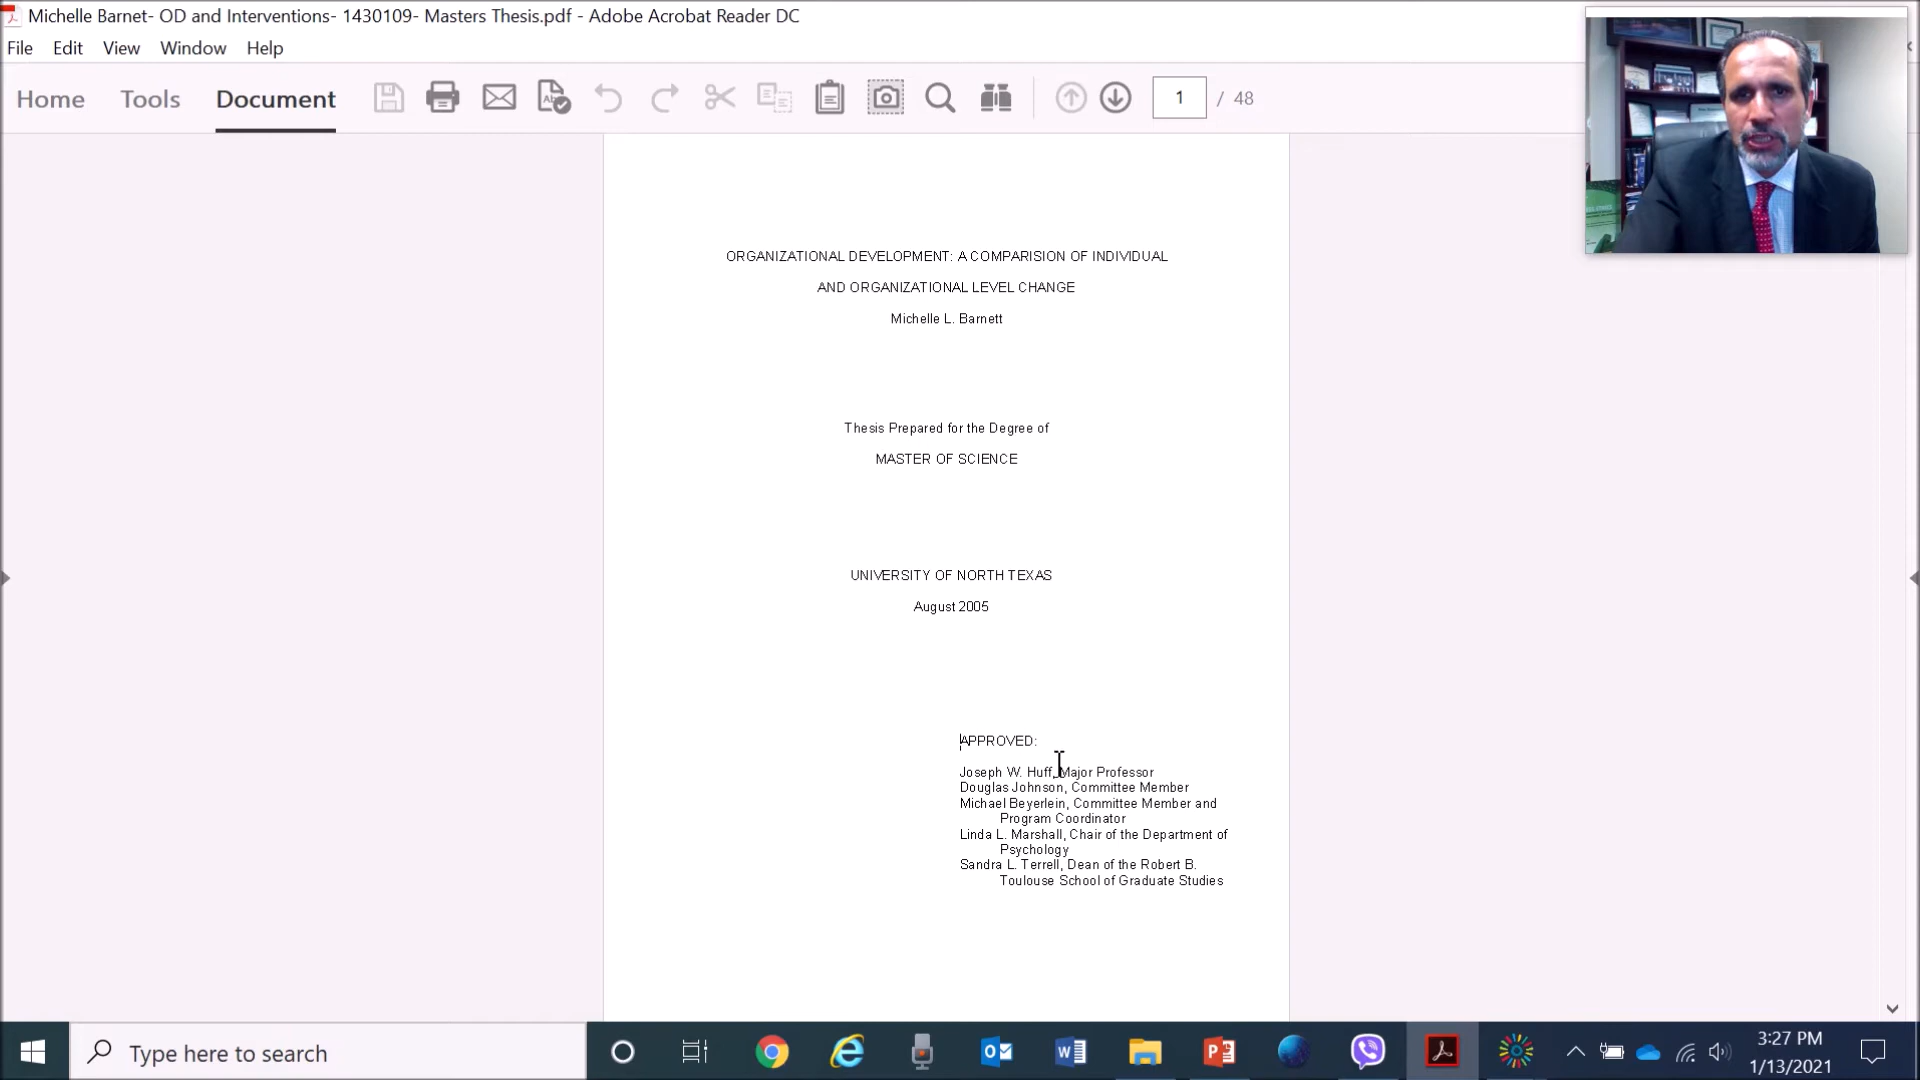 Michelle Barnet- OD and Interventions- 1430109- Masters Thesis.pdf - Adobe Acrobat Reader DC
File Edit View Window Help
Home Tools Document 1 / 48
ORGANIZATIONAL DEVELOPMENT: A COMPARISION OF INDIVIDUAL
AND ORGANIZATIONAL LEVEL CHANGE
Michelle L. Barnett
Thesis Prepared for the Degree of
MASTER OF SCIENCE
UNIVERSITY OF NORTH TEXAS
August 2005
APPROVED:
Joseph W. Huff, Major Professor
Douglas Johnson, Committee Member
Michael Beyerlein, Committee Member and
Program Coordinator
Linda L. Marshall, Chair of the Department of
Psychology
Sandra L. Terrell, Dean of the Robert B.
Toulouse School of Graduate Studies
Type here to search
3:27 PM
1/13/2021